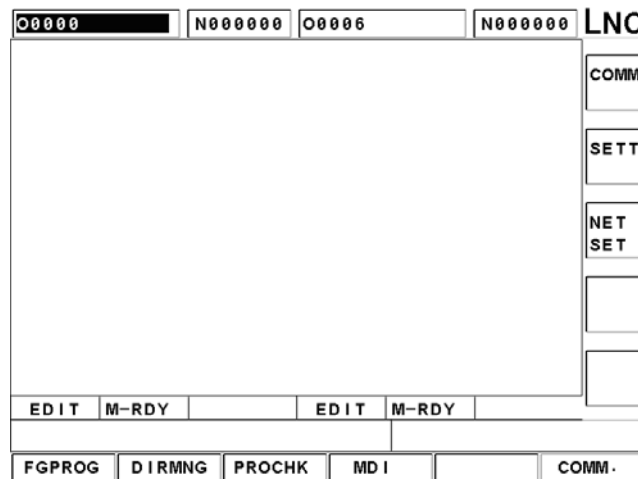 O0000 N000000 O0006 N000000 LNC
COMM
SETT
NET
SET
EDIT M-RDY EDIT M-RDY
FGPROG DIRMNG PROCHK MDI COMM.